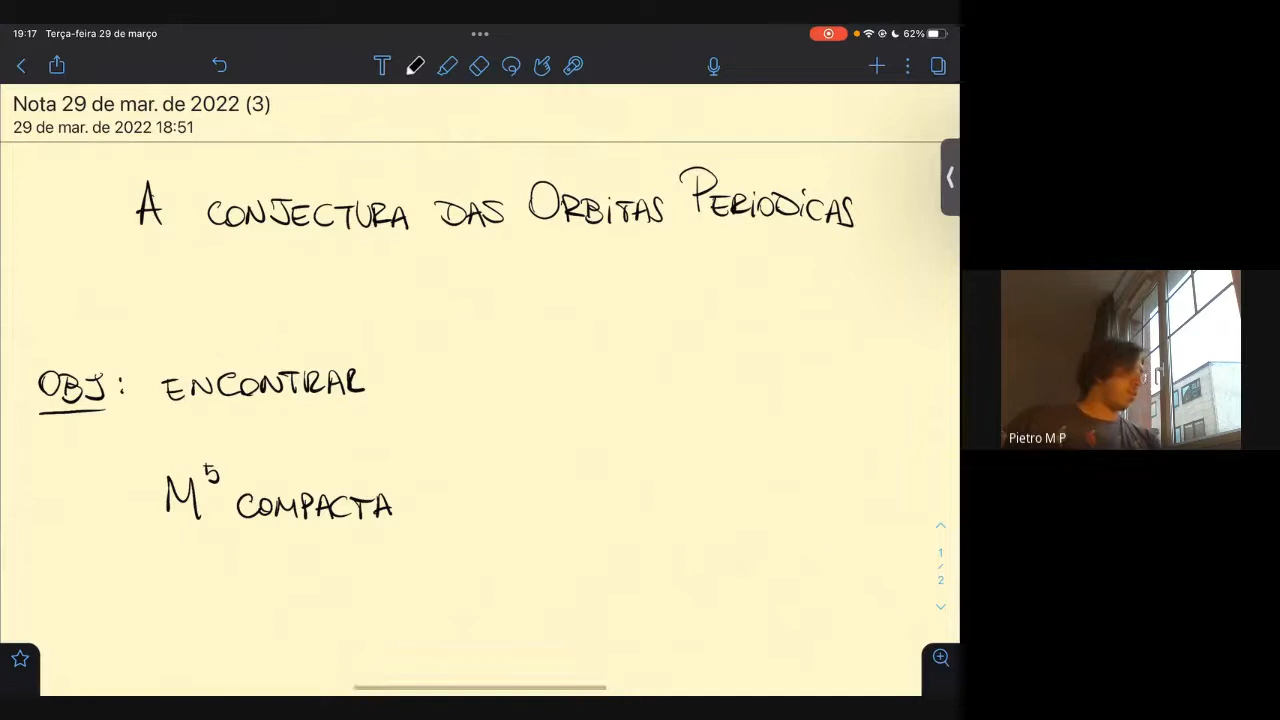 19:17 Terça-feira 29 de março
62%
Nota 29 de mar. de 2022 (3)
29 de mar. de 2022 18:51
A CONJECTURA DAS ORBITAS PERIODICAS
OBJ: ENCONTRAR
M⁵ COMPACTA
1
/
2
Pietro M P